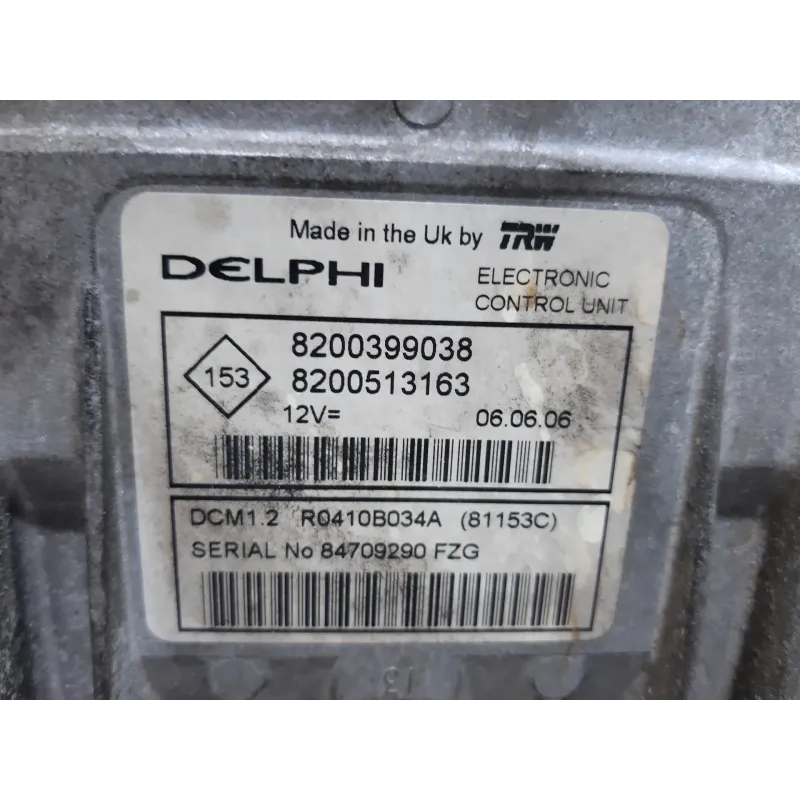 Made in the Uk by TRW
DELPHI
ELECTRONIC
CONTROL UNIT
153
8200399038
8200513163
12V=
06.06.06
DCM1.2 R0410B034A (81153C)
SERIAL No 84709290 FZG
13